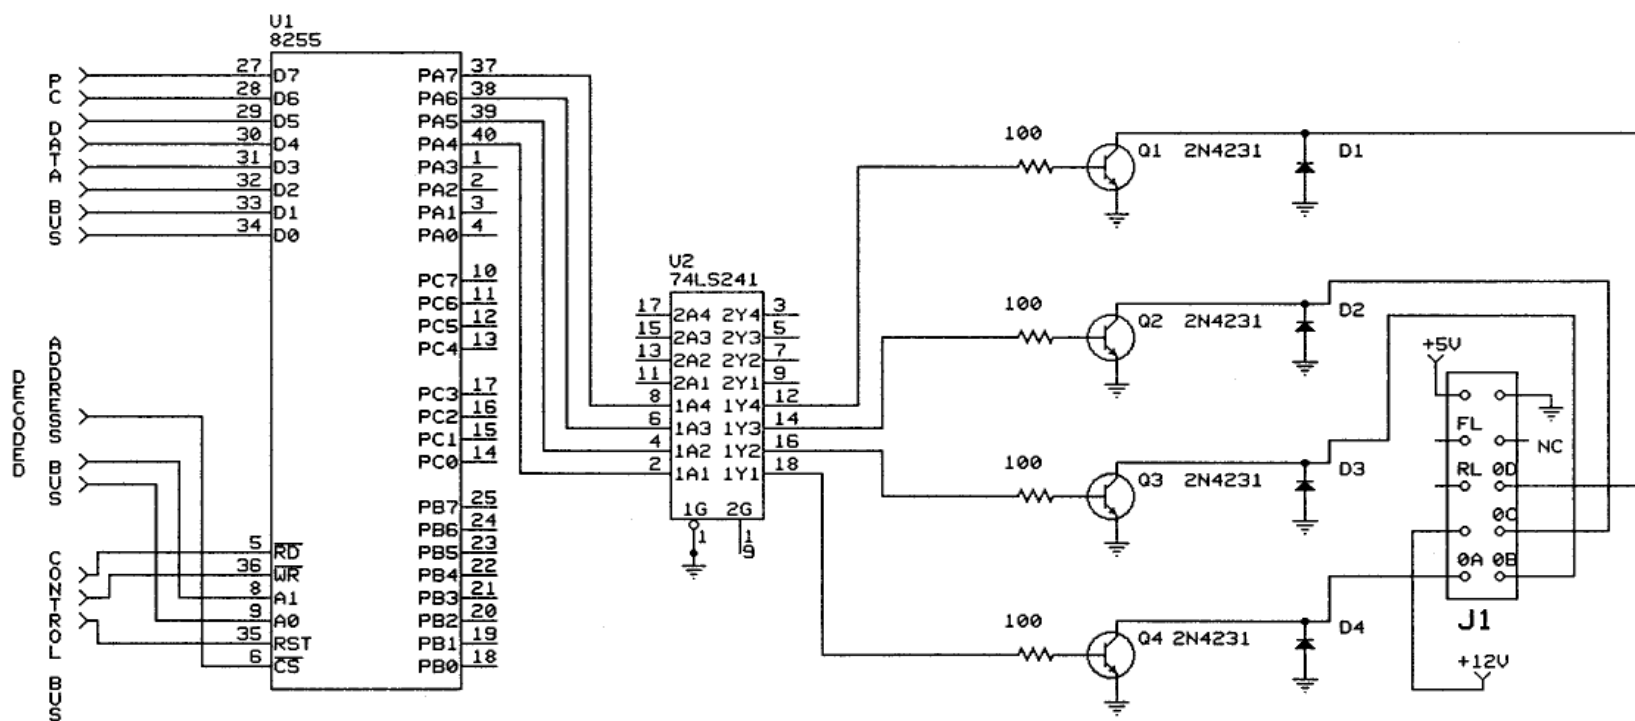 U1
8255
PC DATA BUS
DECODED
ADDRESS BUS
CONTROL BUS
27 D7
28 D6
29 D5
30 D4
31 D3
32 D2
33 D1
34 D0
5 RD
36 WR
8 A1
9 A0
35 RST
6 CS
PA7 37
PA6 38
PA5 39
PA4 40
PA3 1
PA2 2
PA1 3
PA0 4
PC7 10
PC6 11
PC5 12
PC4 13
PC3 17
PC2 16
PC1 15
PC0 14
PB7 25
PB6 24
PB5 23
PB4 22
PB3 21
PB2 20
PB1 19
PB0 18
U2
74LS241
17 2A4 2Y4 3
15 2A3 2Y3 5
13 2A2 2Y2 7
11 2A1 2Y1 9
8 1A4 1Y4 12
6 1A3 1Y3 14
4 1A2 1Y2 16
2 1A1 1Y1 18
1G 2G
1 19
100
Q1 2N4231 D1
100
Q2 2N4231 D2
100
Q3 2N4231 D3
100
Q4 2N4231 D4
+5V
FL
NC
RL 0D
0C
0A 0B
J1
+12V